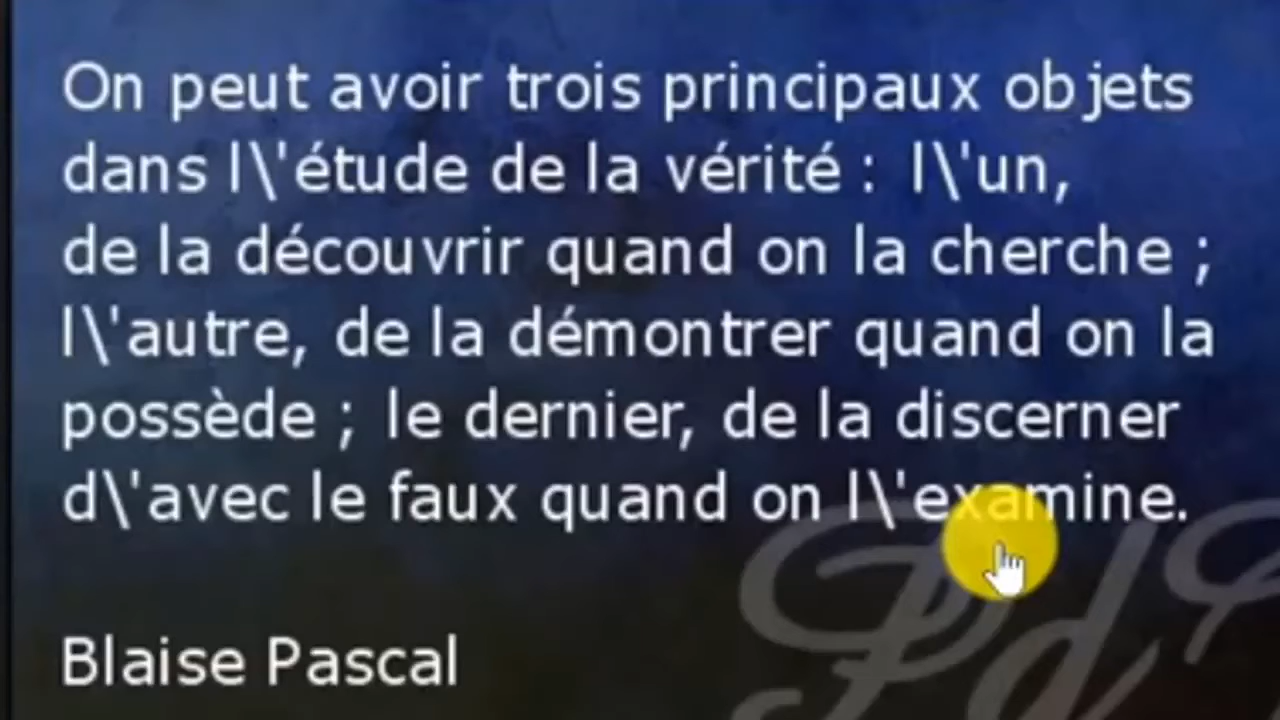 On peut avoir trois principaux objets
dans l\'étude de la vérité : l\'un,
de la découvrir quand on la cherche ;
l\'autre, de la démontrer quand on la
possède ; le dernier, de la discerner
d\'avec le faux quand on l\'examine.
Blaise Pascal